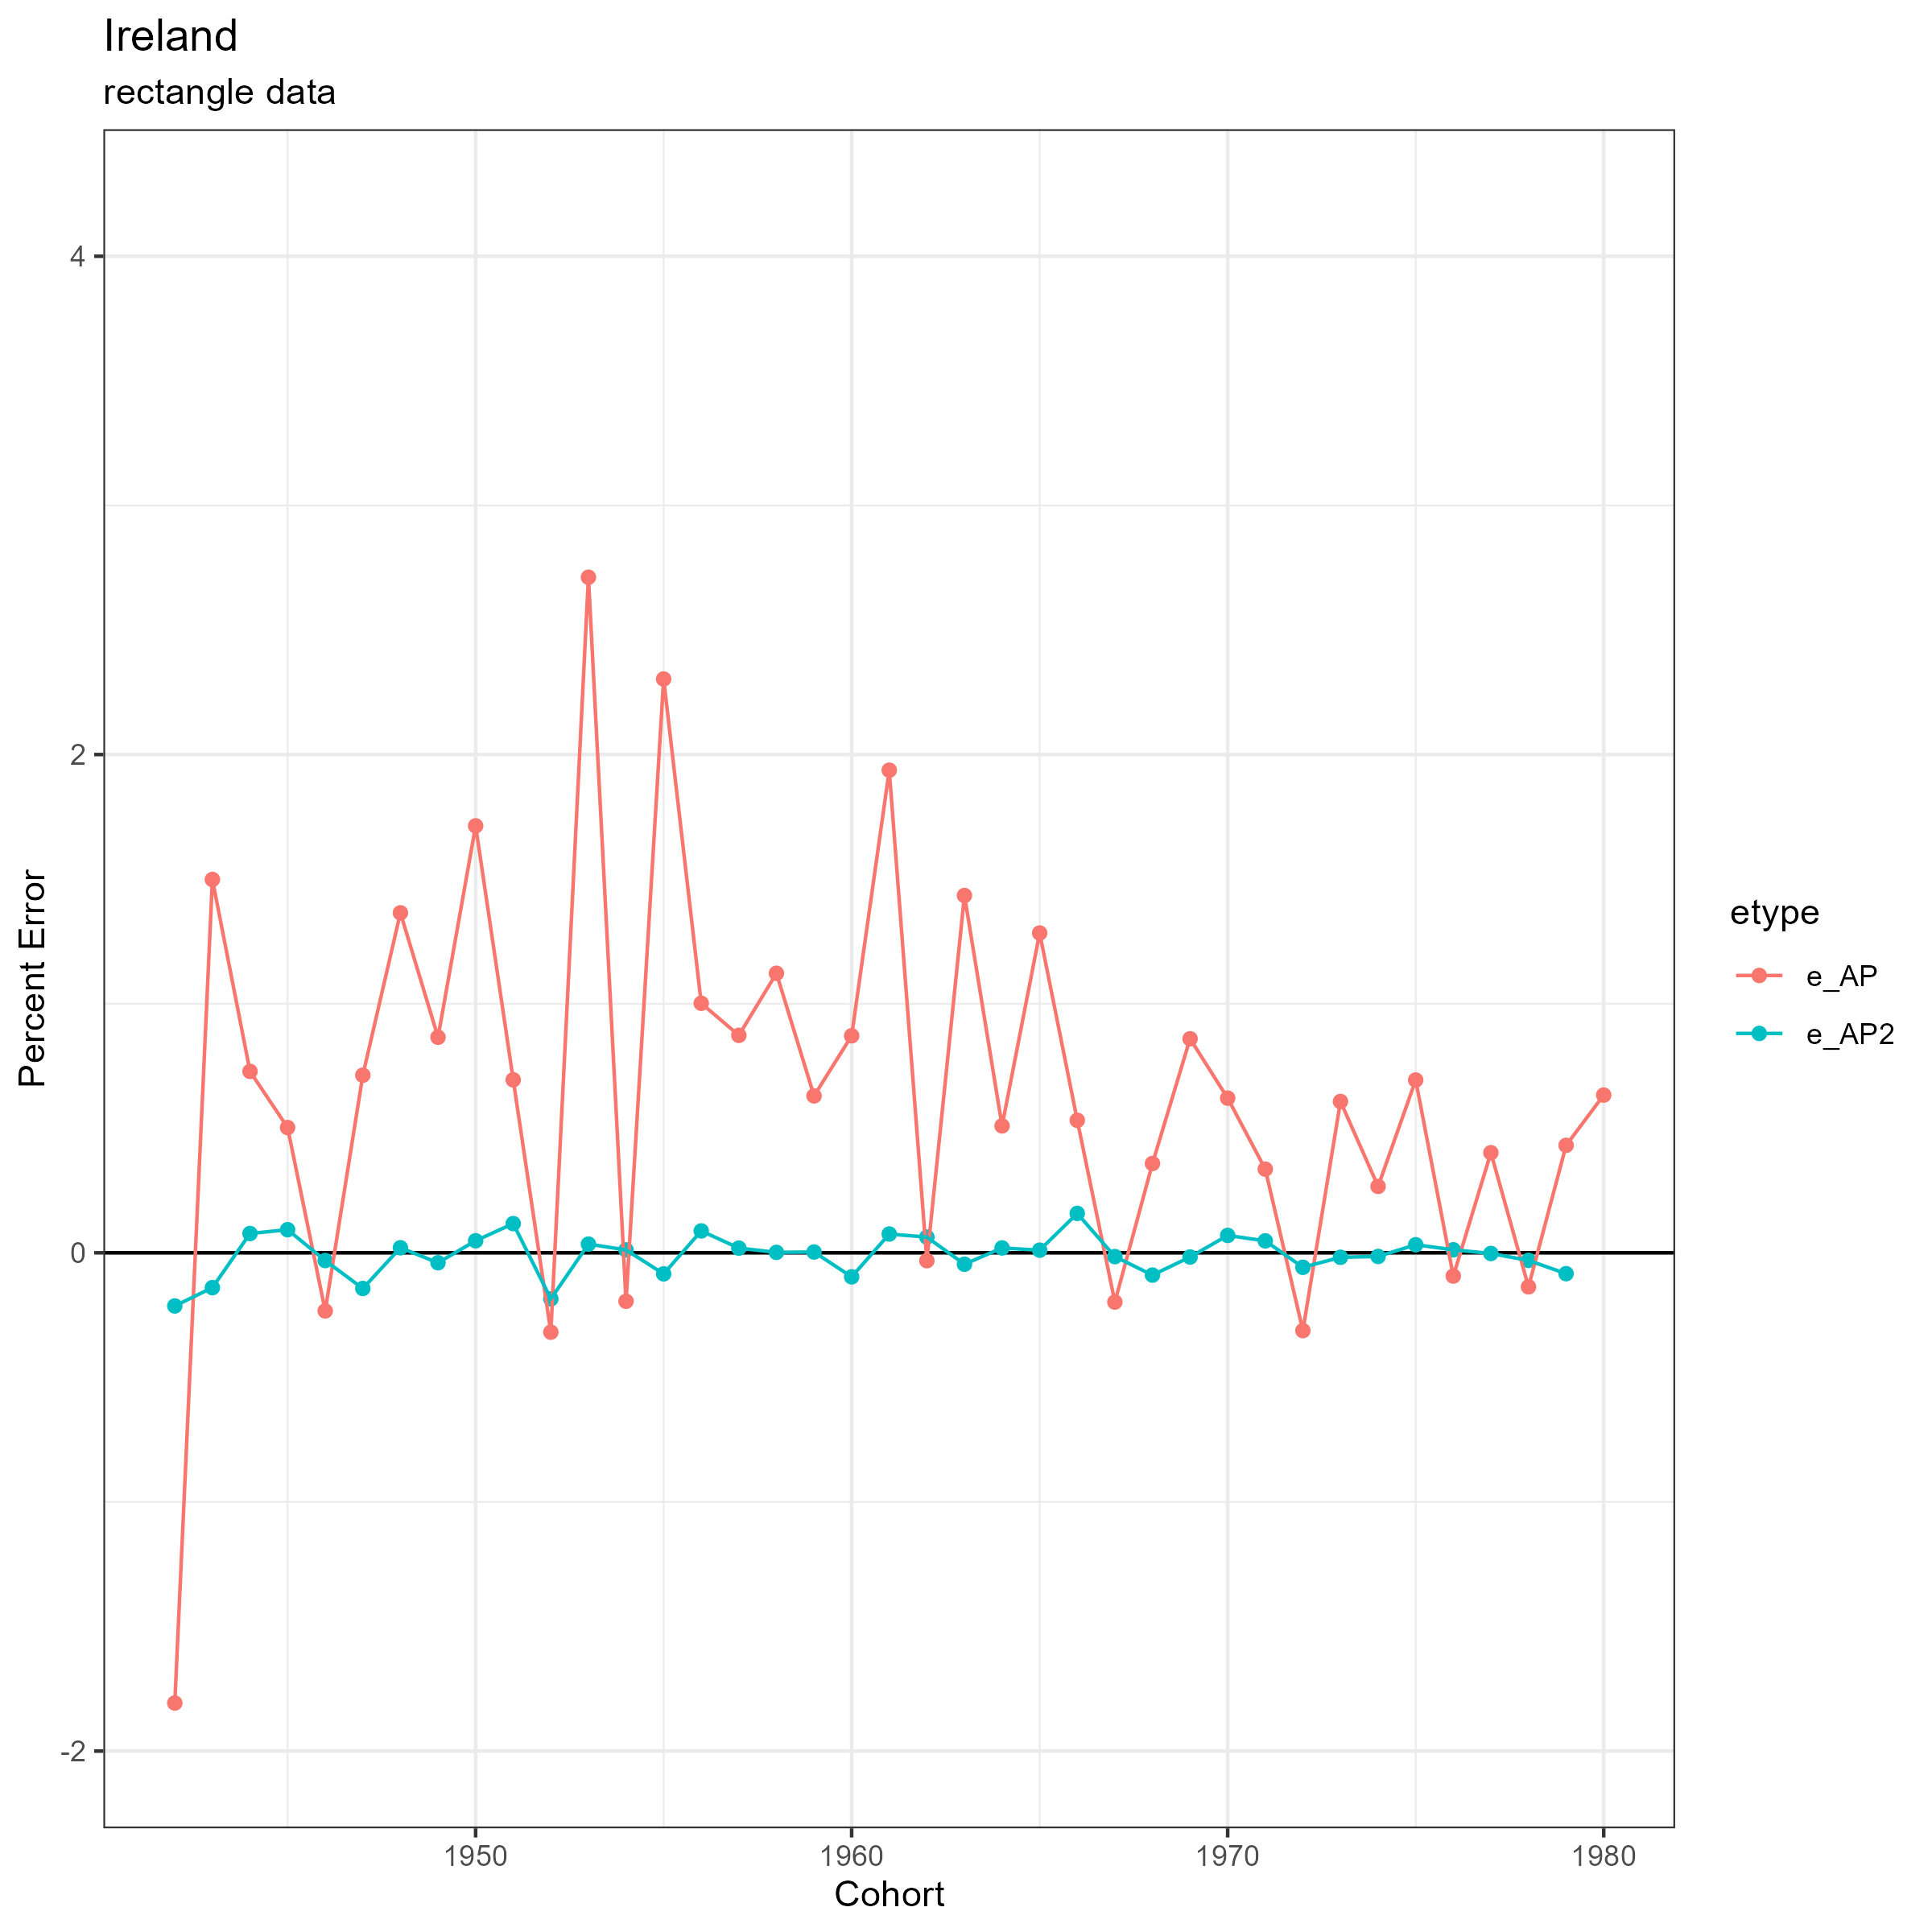 Ireland
rectangle data
4
2
0
-2
Percent Error
1950
1960
1970
1980
Cohort
etype
e_AP
e_AP2